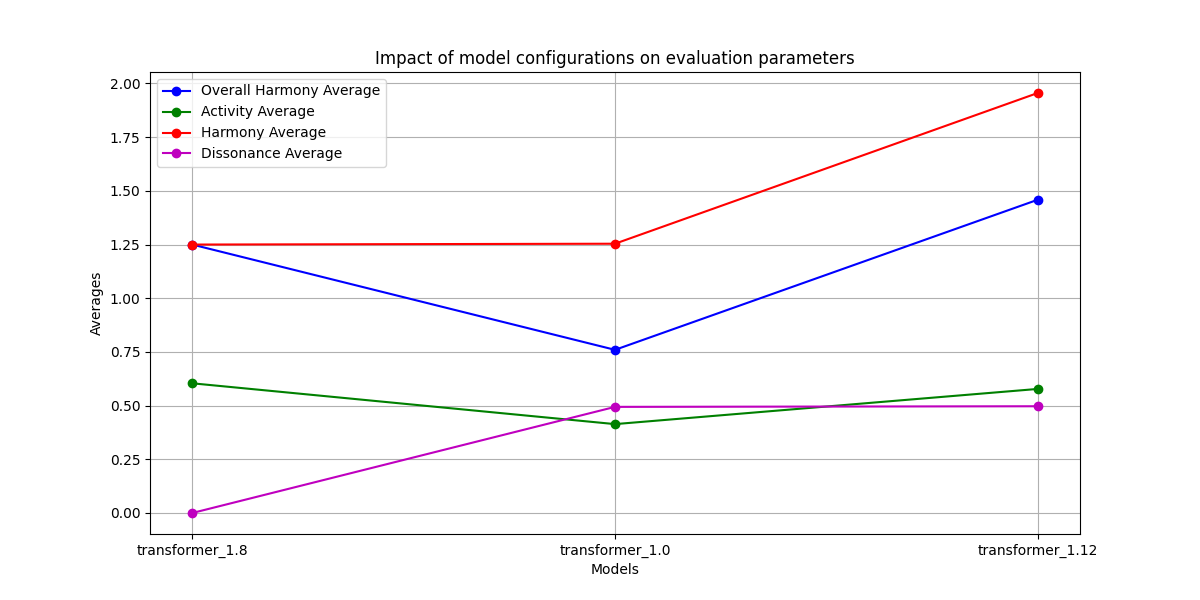 Impact of model configurations on evaluation parameters
Overall Harmony Average
Activity Average
Harmony Average
Dissonance Average
2.00
1.75
1.50
1.25
1.00
0.75
0.50
0.25
0.00
Averages
transformer_1.8
transformer_1.0
transformer_1.12
Models